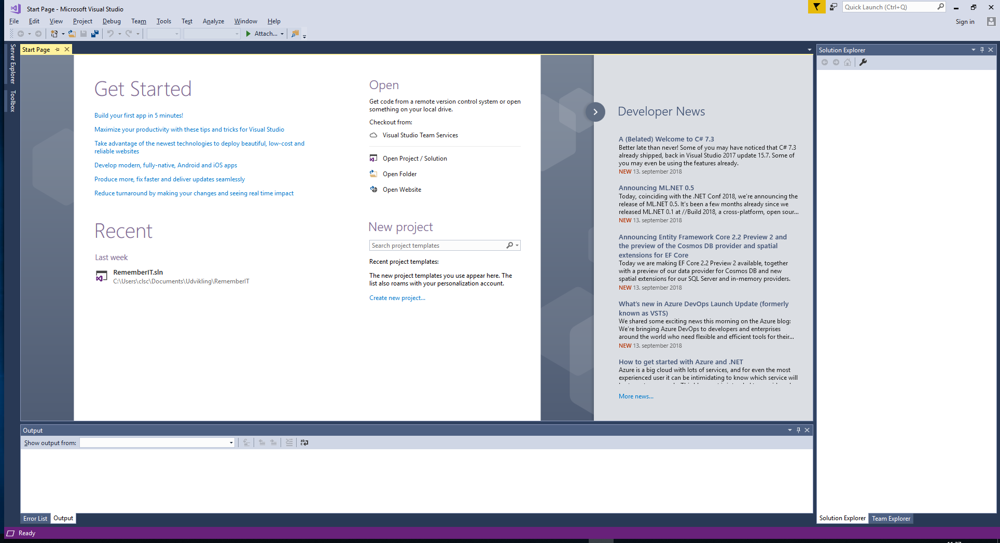 Start Page - Microsoft Visual Studio
Quick Launch (Ctrl+Q)
File Edit View Project Debug Team Tools Test Analyze Window Help
Sign in
Attach...
Server Explorer
Toolbox
Start Page
Get Started
Build your first app in 5 minutes!
Maximize your productivity with these tips and tricks for Visual Studio
Take advantage of the newest technologies to deploy beautiful, low-cost and
reliable websites
Develop modern, fully-native, Android and iOS apps
Produce more, fix faster and deliver updates seamlessly
Reduce turnaround by making your changes and seeing real time impact
Recent
Last week
RememberIT.sln
C:\Users\clsc\Documents\Udvikling\RememberIT
Open
Get code from a remote version control system or open
something on your local drive.
Checkout from:
Visual Studio Team Services
Open Project / Solution
Open Folder
Open Website
New project
Search project templates
Recent project templates:
The new project templates you use appear here. The
list also roams with your personalization account.
Create new project...
Developer News
A (Belated) Welcome to C# 7.3
Better late than never! Some of you may have noticed that C# 7.3
already shipped, back in Visual Studio 2017 update 15.7. Some of
you may even be using the features already.
NEW 13. september 2018
Announcing ML.NET 0.5
Today, coinciding with the .NET Conf 2018, we're announcing the
release of ML.NET 0.5. It's been a few months already since we
released ML.NET 0.1 at //Build 2018, a cross-platform, open sour...
NEW 13. september 2018
Announcing Entity Framework Core 2.2 Preview 2 and
the preview of the Cosmos DB provider and spatial
extensions for EF Core
Today we are making EF Core 2.2 Preview 2 available, together
with a preview of our data provider for Cosmos DB and new
spatial extensions for our SQL Server and in-memory providers.
NEW 13. september 2018
What's new in Azure DevOps Launch Update (formerly
known as VSTS)
We shared some exciting news this morning on the Azure blog:
We're bringing Azure DevOps to developers and enterprises
around the world who need flexible and efficient tools for their...
NEW 13. september 2018
How to get started with Azure and .NET
Azure is a big cloud with lots of services, and for even the most
experienced user it can be intimidating to know which service will
More news...
Solution Explorer
Output
Show output from:
Error List Output
Solution Explorer Team Explorer
Ready